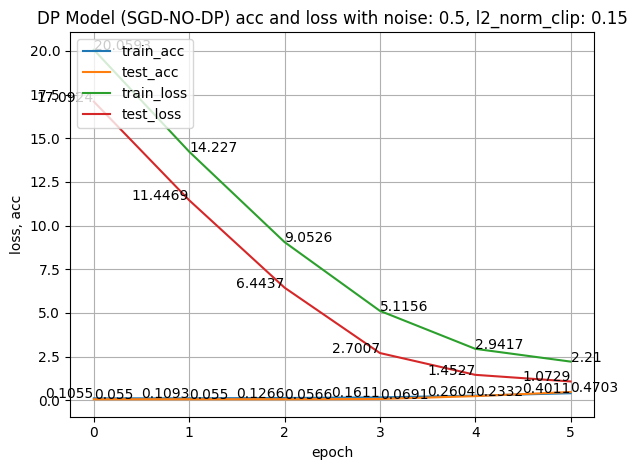 DP Model (SGD-NO-DP) acc and loss with noise: 0.5, l2_norm_clip: 0.15
train_acc
test_acc
train_loss
test_loss
20.0593
17.0924
14.227
11.4469
9.0526
6.4437
5.1156
2.7007
2.9417
1.4527
2.21
1.0729
0.1055 0.055 0.1093 0.055 0.1266 0.0566 0.1611 0.0691 0.2604 0.2332 0.4011 0.4703
20.0
17.5
15.0
12.5
10.0
7.5
5.0
2.5
0.0
loss, acc
0 1 2 3 4 5
epoch